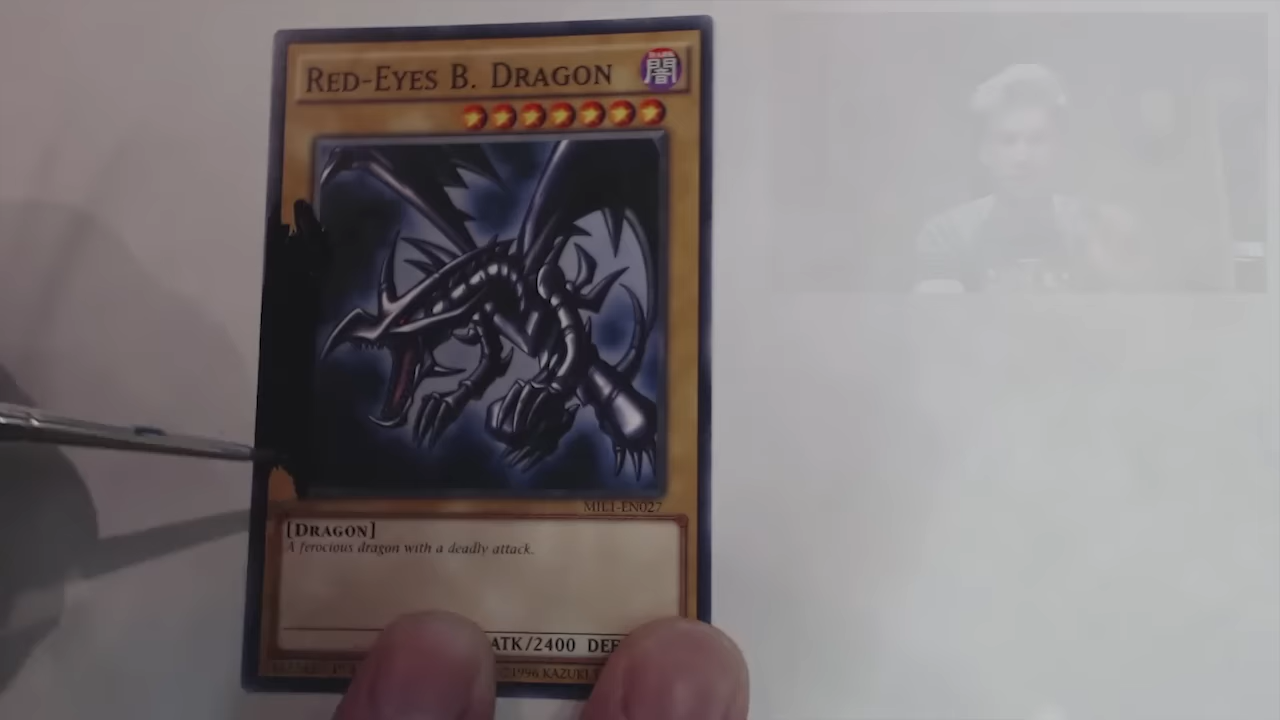 RED-EYES B. DRAGON
闇
MIL1-EN027
[DRAGON]
A ferocious dragon with a deadly attack.
ATK/2400 DEF
©1996 KAZUKI